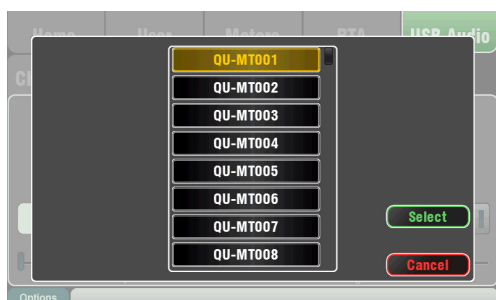 Home User Meters RTA USB Audio
QU-MT001
QU-MT002
QU-MT003
QU-MT004
QU-MT005
QU-MT006
QU-MT007
QU-MT008
Select
Cancel
Options